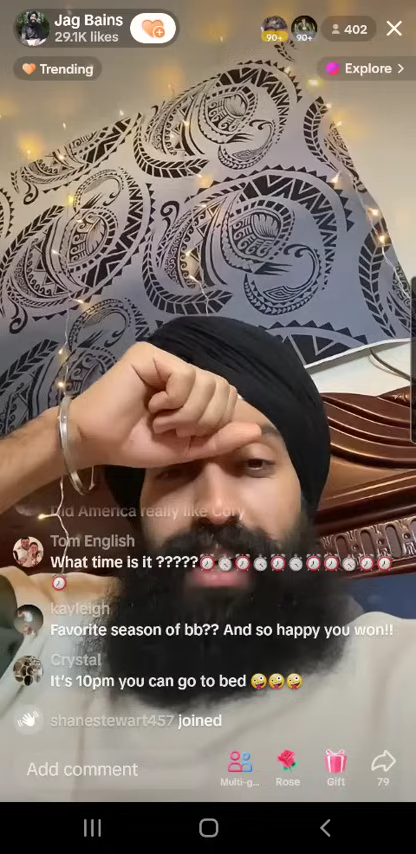 Jag Bains
29.1K likes
90+ 90+
402
Trending
Explore >
Did America really like Cory
Tom English
What time is it ?????⏰⏱⏰⏱⏰⏱⏰⏰⏱⏰⏰
⏰
kayleigh
Favorite season of bb?? And so happy you won!!
Crystal
It's 10pm you can go to bed 🤪🤪🤪
shanestewart457 joined
Add comment
Multi-g...
Rose
Gift
79